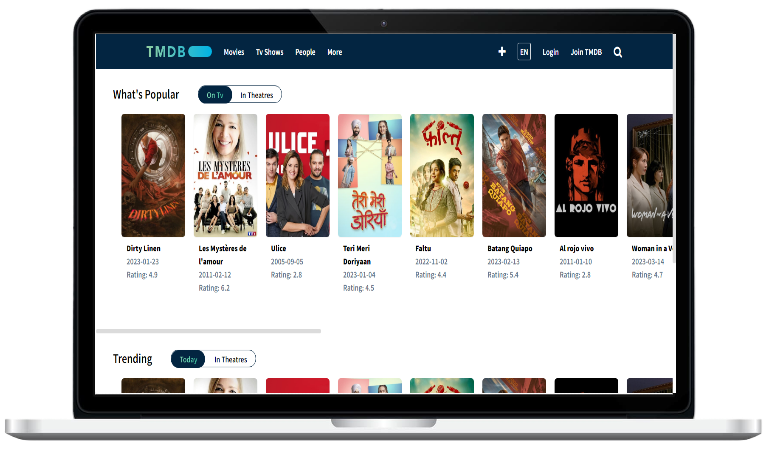 TMDB Movies Tv Shows People More + EN Login Join TMDB
What's Popular On Tv In Theatres
DIRTY LINEN
LES MYSTÈRES
DE L'AMOUR
TF1
ULICE
तेरी मेरी
डोरियाँ
फालतू
BATANG
QUIAPO
AL ROJO VIVO
WOMAN IN A VE
Dirty Linen
2023-01-23
Rating: 4.9
Les Mystères de
l'amour
2011-02-12
Rating: 6.2
Ulice
2005-09-05
Rating: 2.8
Teri Meri
Doriyaan
2023-01-04
Rating: 4.5
Faltu
2022-11-02
Rating: 4.4
Batang Quiapo
2023-02-13
Rating: 5.4
Al rojo vivo
2011-01-10
Rating: 2.8
Woman in a V
2023-03-14
Rating: 4.7
Trending Today In Theatres